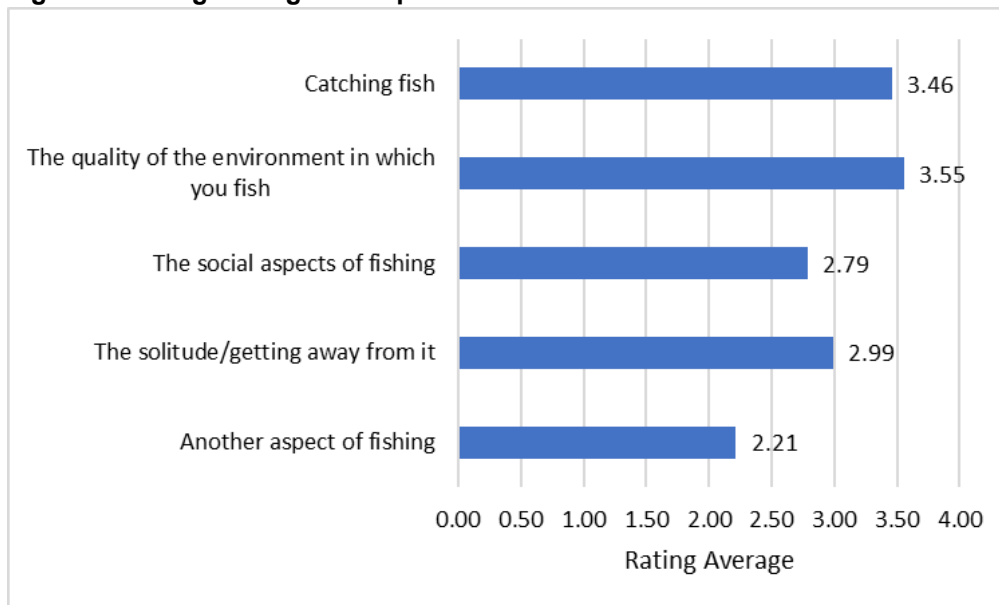 Catching fish
3.46
The quality of the environment in which
you fish
3.55
The social aspects of fishing
2.79
The solitude/getting away from it
2.99
Another aspect of fishing
2.21
0.00 0.50 1.00 1.50 2.00 2.50 3.00 3.50 4.00
Rating Average